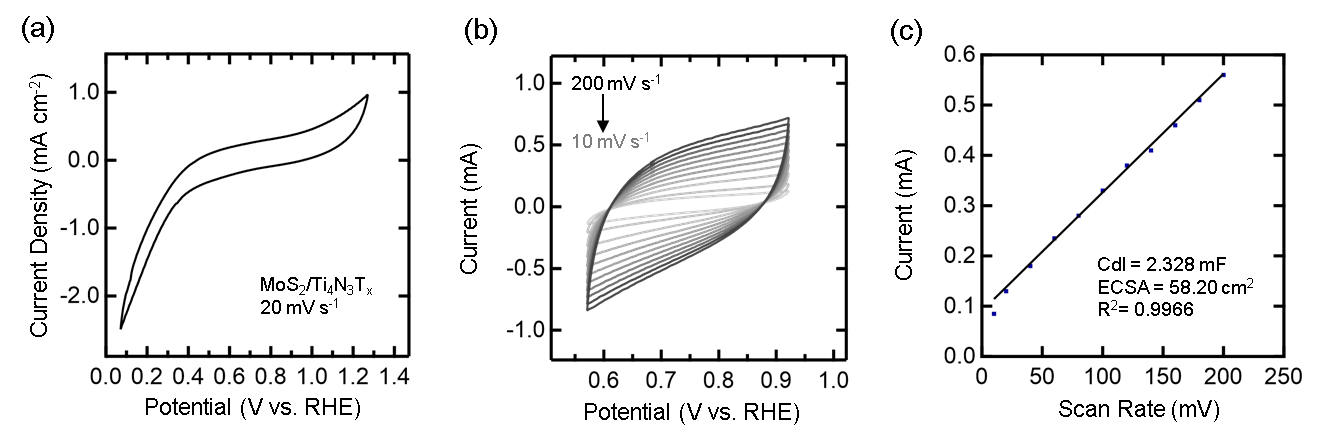 (a)
Current Density (mA cm⁻²)
1.0
0.0
-1.0
-2.0
MoS₂/Ti₄N₃Tₓ
20 mV s⁻¹
0.0 0.2 0.4 0.6 0.8 1.0 1.2 1.4
Potential (V vs. RHE)
(b)
Current (mA)
1.0
0.5
0.0
-0.5
-1.0
200 mV s⁻¹
10 mV s⁻¹
0.6 0.7 0.8 0.9 1.0
Potential (V vs. RHE)
(c)
Current (mA)
0.6
0.5
0.4
0.3
0.2
0.1
0.0
Cdl = 2.328 mF
ECSA = 58.20 cm²
R²= 0.9966
0 50 100 150 200 250
Scan Rate (mV)